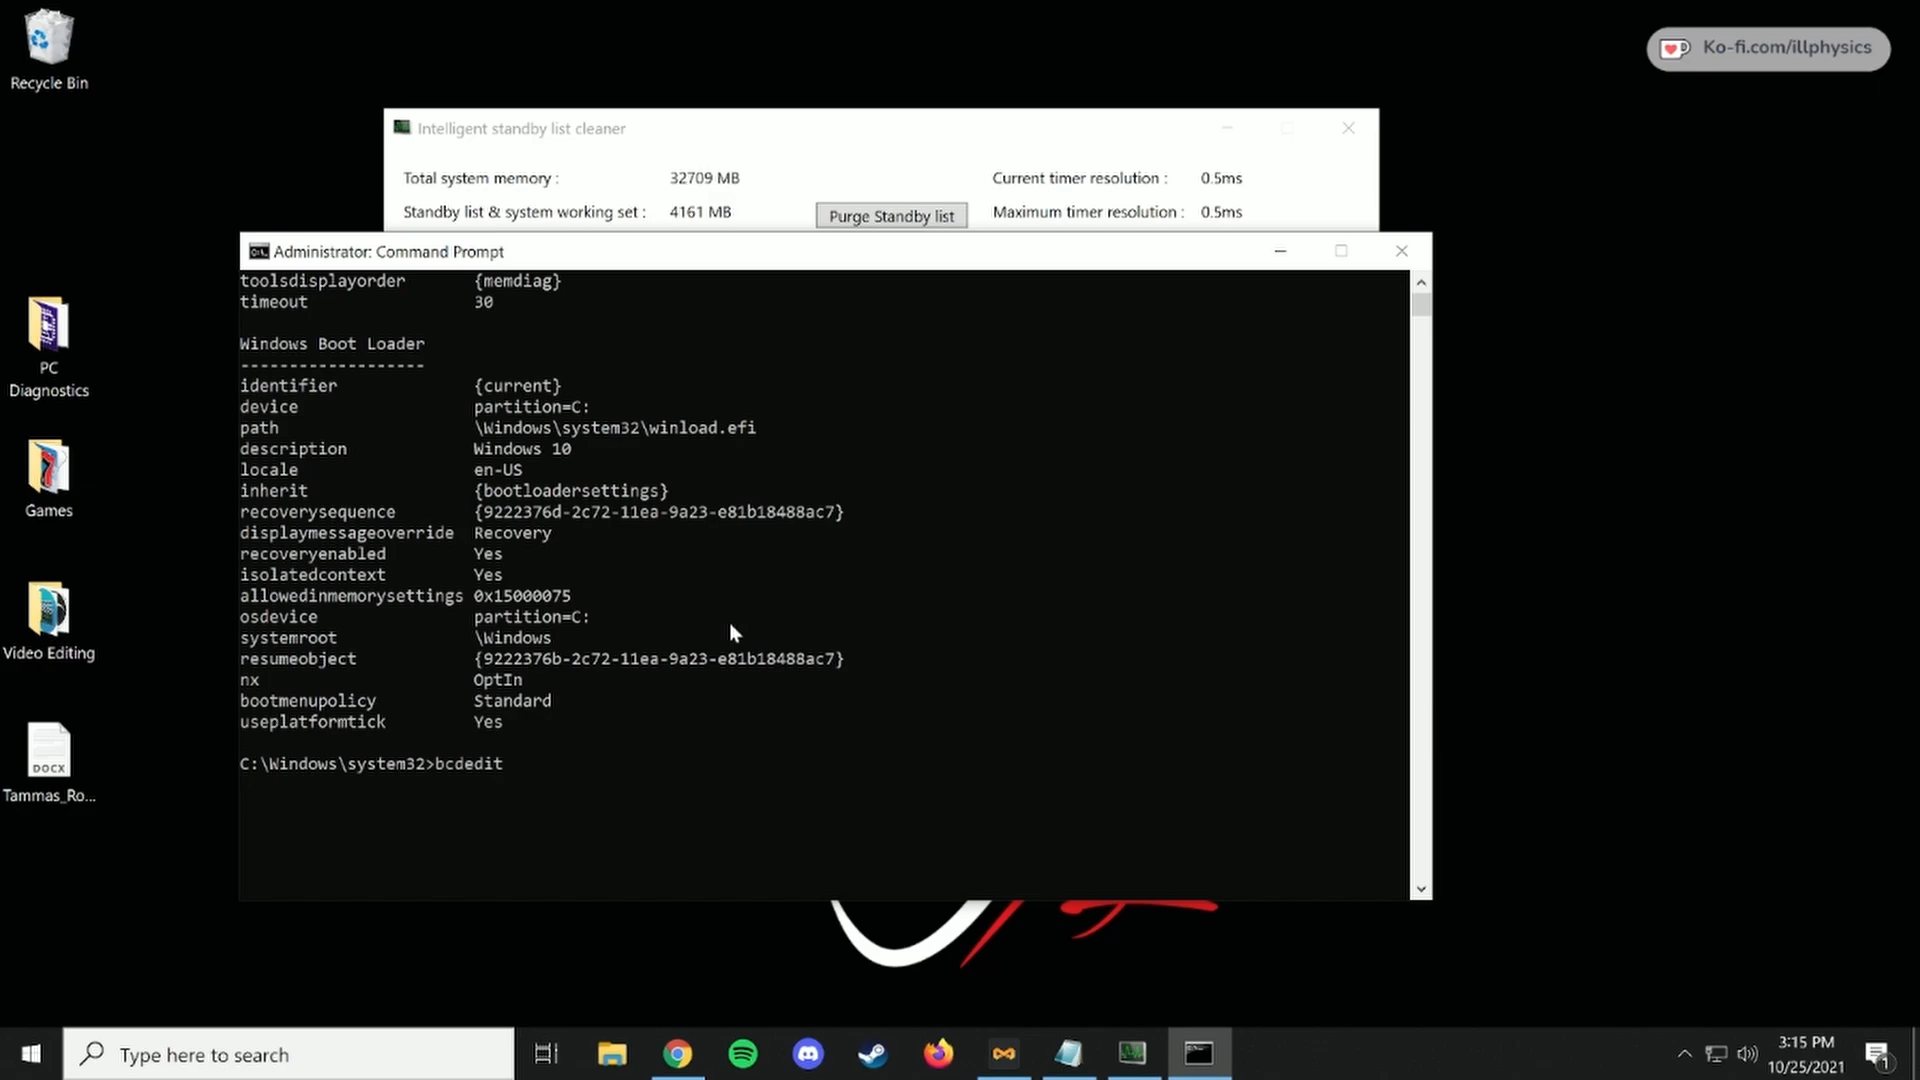 Recycle Bin
Ko-fi.com/illphysics
Intelligent standby list cleaner
Total system memory : 32709 MB Current timer resolution : 0.5ms
Standby list & system working set : 4161 MB Purge Standby list Maximum timer resolution : 0.5ms
Administrator: Command Prompt
toolsdisplayorder {memdiag}
timeout 30
Windows Boot Loader
-------------------
identifier {current}
device partition=C:
path \Windows\system32\winload.efi
description Windows 10
locale en-US
inherit {bootloadersettings}
recoverysequence {9222376d-2c72-11ea-9a23-e81b18488ac7}
displaymessageoverride Recovery
recoveryenabled Yes
isolatedcontext Yes
allowedinmemorysettings 0x15000075
osdevice partition=C:
systemroot \Windows
resumeobject {9222376b-2c72-11ea-9a23-e81b18488ac7}
nx OptIn
bootmenupolicy Standard
useplatformtick Yes
C:\Windows\system32>bcdedit
PC
Diagnostics
Games
Video Editing
DOCX
Tammas_Ro...
Type here to search
3:15 PM
10/25/2021
1